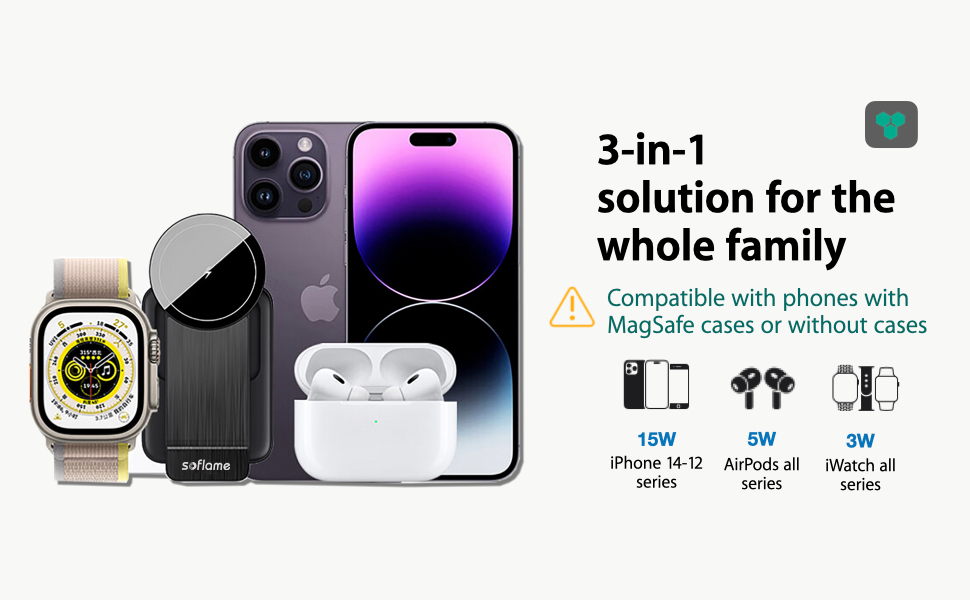 3-in-1
solution for the
whole family
Compatible with phones with
MagSafe cases or without cases
15W
iPhone 14-12
series
5W
AirPods all
series
3W
iWatch all
series
soflame